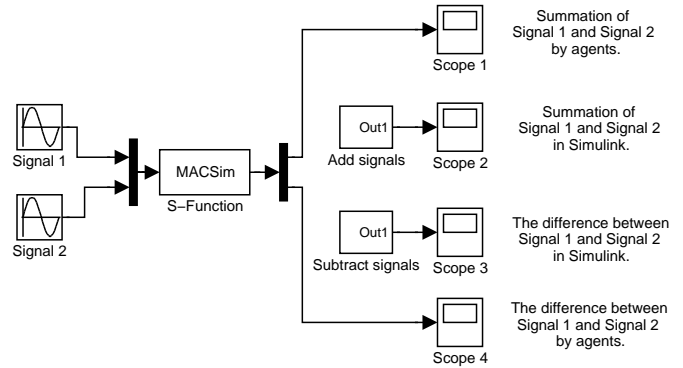 Scope 1
Summation of
Signal 1 and Signal 2
by agents.
Signal 1
Signal 2
MACSim
S−Function
Out1
Add signals
Scope 2
Summation of
Signal 1 and Signal 2
in Simulink.
Out1
Subtract signals
Scope 3
The difference between
Signal 1 and Signal 2
in Simulink.
Scope 4
The difference between
Signal 1 and Signal 2
by agents.